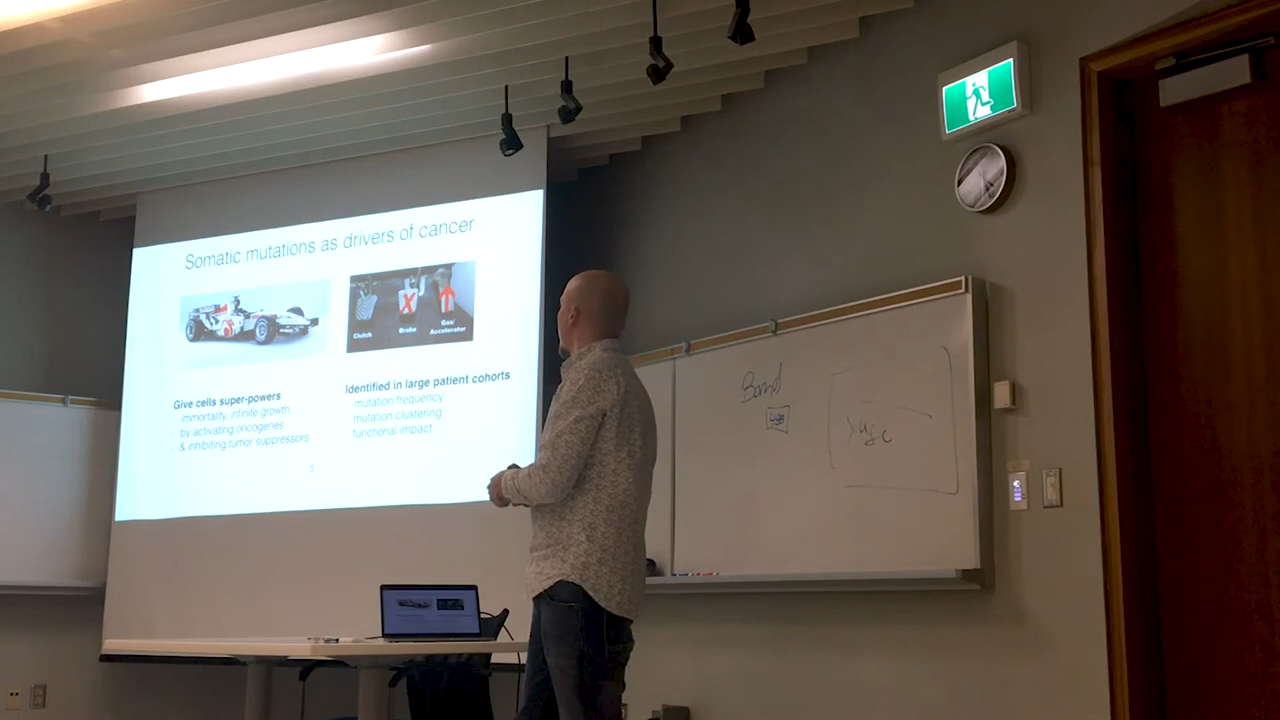 Somatic mutations as drivers of cancer
Clutch
Brake
Gas/
Accelerator
Give cells super-powers
immortality, infinite growth...
by activating oncogenes
& inhibiting tumor suppressors
Identified in large patient cohorts
mutation frequency
mutation clustering
functional impact
5